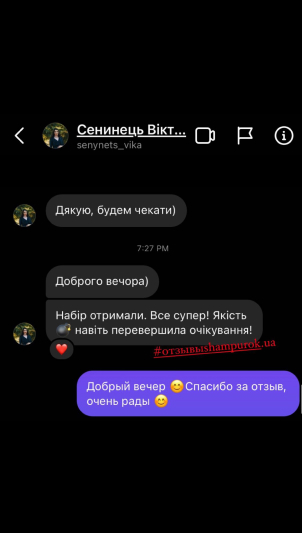 Сенинець Вікт...
senynets_vika
Дякую, будем чекати)
7:27 PM
Доброго вечора)
Набір отримали. Все супер! Якість
💣 навіть перевершила очікування!
❤️
#отзывыshampurok.ua
Добрый вечер 😊Спасибо за отзыв,
очень рады 😊